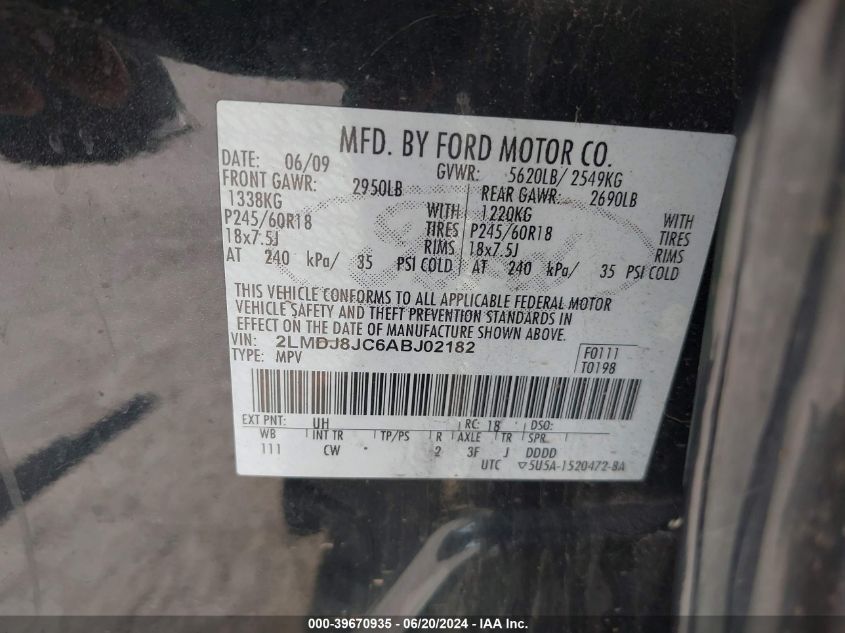 MFD. BY FORD MOTOR CO.
DATE: 06/09 GVWR: 5620LB/ 2549KG
FRONT GAWR: 2950LB REAR GAWR: 2690LB
1338KG WITH 1220KG WITH
P245/60R18 TIRES P245/60R18 TIRES
18x7.5J RIMS 18x7.5J RIMS
AT 240 kPa/ 35 PSI COLD AT 240 kPa/ 35 PSI COLD
THIS VEHICLE CONFORMS TO ALL APPLICABLE FEDERAL MOTOR
VEHICLE SAFETY AND THEFT PREVENTION STANDARDS IN
EFFECT ON THE DATE OF MANUFACTURE SHOWN ABOVE.
VIN: 2LMDJ8JC6ABJ02182 F0111
TYPE: MPV T0198
EXT PNT: UH RC: 18 DSO:
WB INT TR TP/PS R AXLE TR SPR
111 CW 2 3F J DDDD
UTC ▽5U5A-1520472-BA
000-39670935 - 06/20/2024 - IAA Inc.